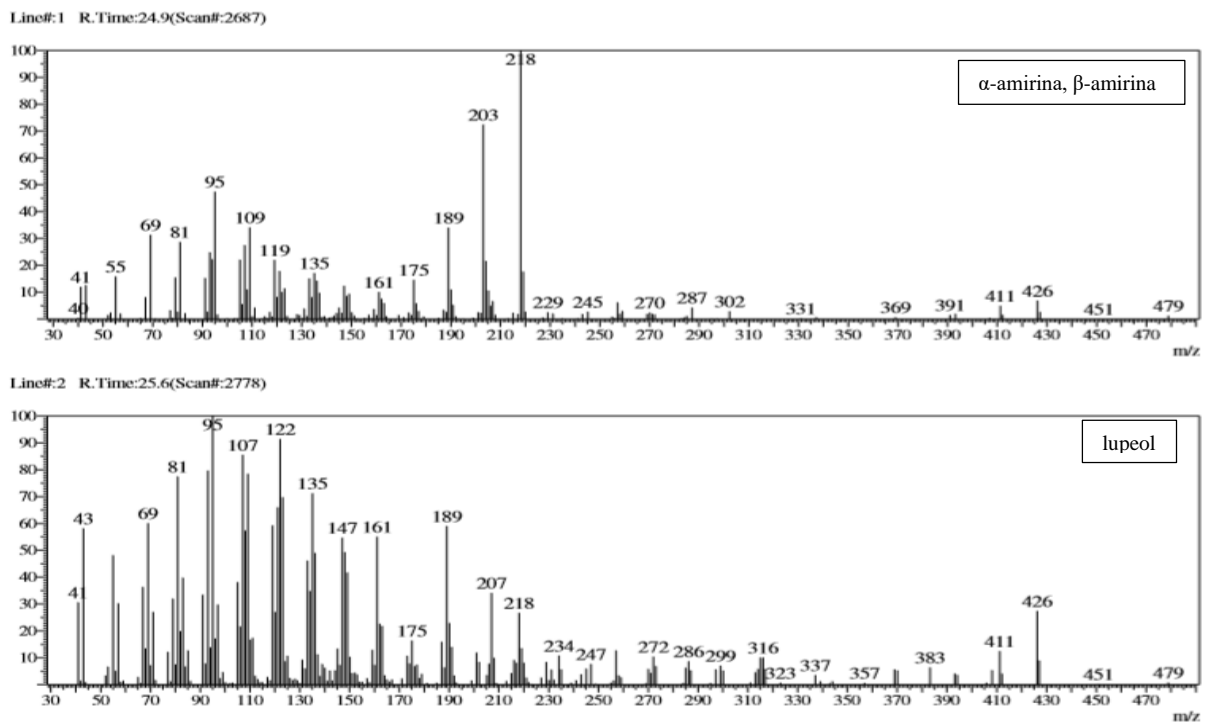 Line#:1 R.Time:24.9(Scan#:2687)
100
90
80
70
60
50
40
30
20
10
41 40 55 69 81 95 109 119 135 161 175 189 203 218 229 245 270 287 302 331 369 391 411 426 451 479
α-amirina, β-amirina
30 50 70 90 110 130 150 170 190 210 230 250 270 290 310 330 350 370 390 410 430 450 470
m/z
Line#:2 R.Time:25.6(Scan#:2778)
100
90
80
70
60
50
40
30
20
10
41 43 69 81 95 107 122 135 147 161 175 189 207 218 234 247 272 286 299 316 323 337 357 383 411 426 451 479
lupeol
30 50 70 90 110 130 150 170 190 210 230 250 270 290 310 330 350 370 390 410 430 450 470
m/z